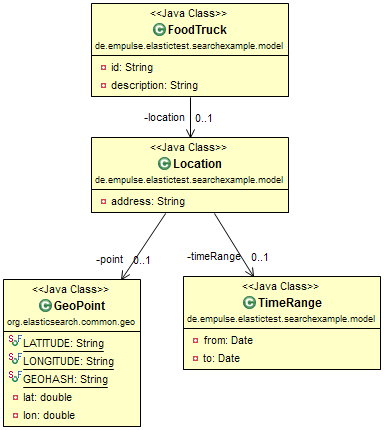 <<Java Class>>
FoodTruck
de.empulse.elastictest.searchexample.model
id: String
description: String
-location 0..1
<<Java Class>>
Location
de.empulse.elastictest.searchexample.model
address: String
-point 0..1
-timeRange 0..1
<<Java Class>>
GeoPoint
org.elasticsearch.common.geo
S F LATITUDE: String
S F LONGITUDE: String
S F GEOHASH: String
lat: double
lon: double
<<Java Class>>
TimeRange
de.empulse.elastictest.searchexample.model
from: Date
to: Date